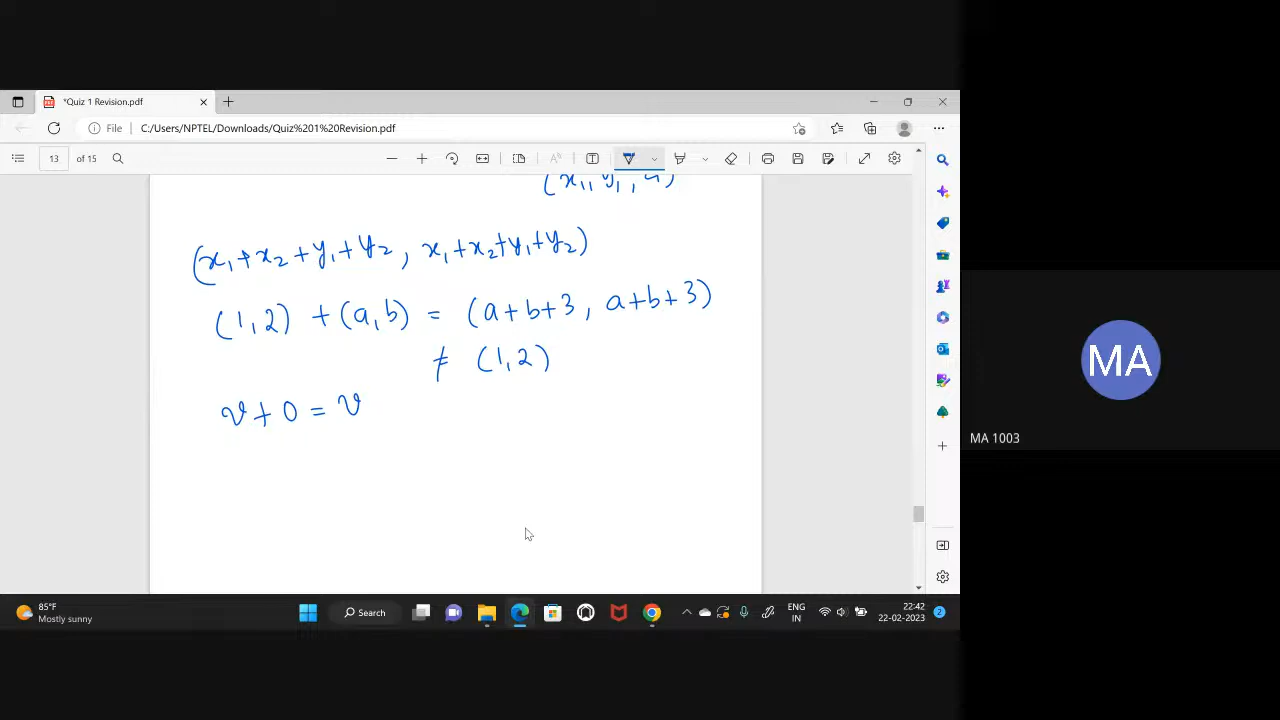 *Quiz 1 Revision.pdf
File C:/Users/NPTEL/Downloads/Quiz%201%20Revision.pdf
13 of 15
(x₁+x₂+y₁+y₂, x₁+x₂+y₁+y₂)
(1,2) + (a,b) = (a+b+3, a+b+3)
≠ (1,2)
v+0=v
MA
MA 1003
85°F
Mostly sunny
Search
ENG
IN
22:42
22-02-2023
2